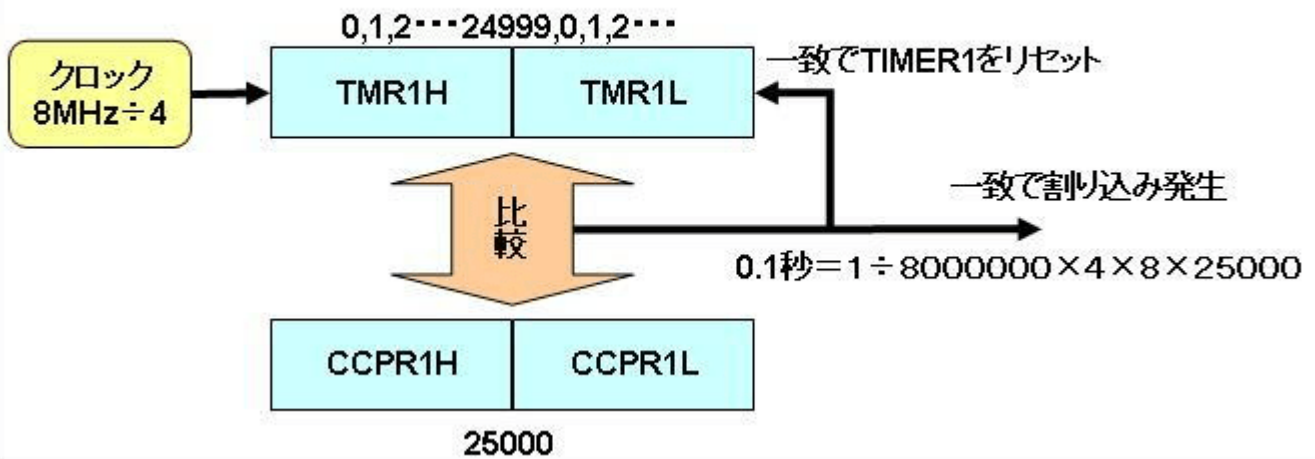 0,1,2･･･24999,0,1,2･･･
クロック
8MHz÷4
TMR1H
TMR1L
一致でTIMER1をリセット
比
較
一致で割り込み発生
0.1秒＝1÷8000000×4×8×25000
CCPR1H
CCPR1L
25000